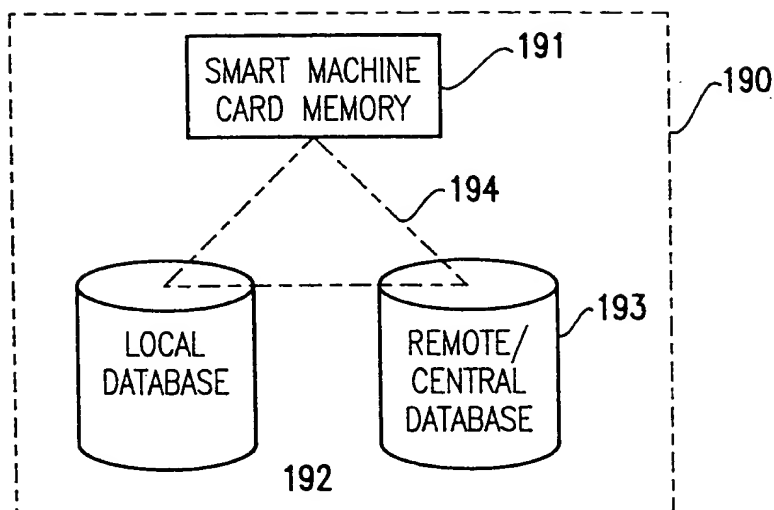 SMART MACHINE
CARD MEMORY
191
190
194
LOCAL
DATABASE
REMOTE/
CENTRAL
DATABASE
193
192